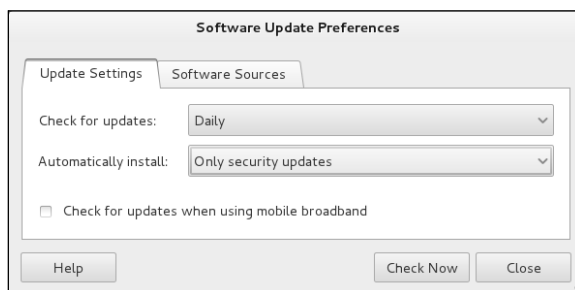 Software Update Preferences
Update Settings
Software Sources
Check for updates:
Daily
Automatically install:
Only security updates
Check for updates when using mobile broadband
Help
Check Now
Close